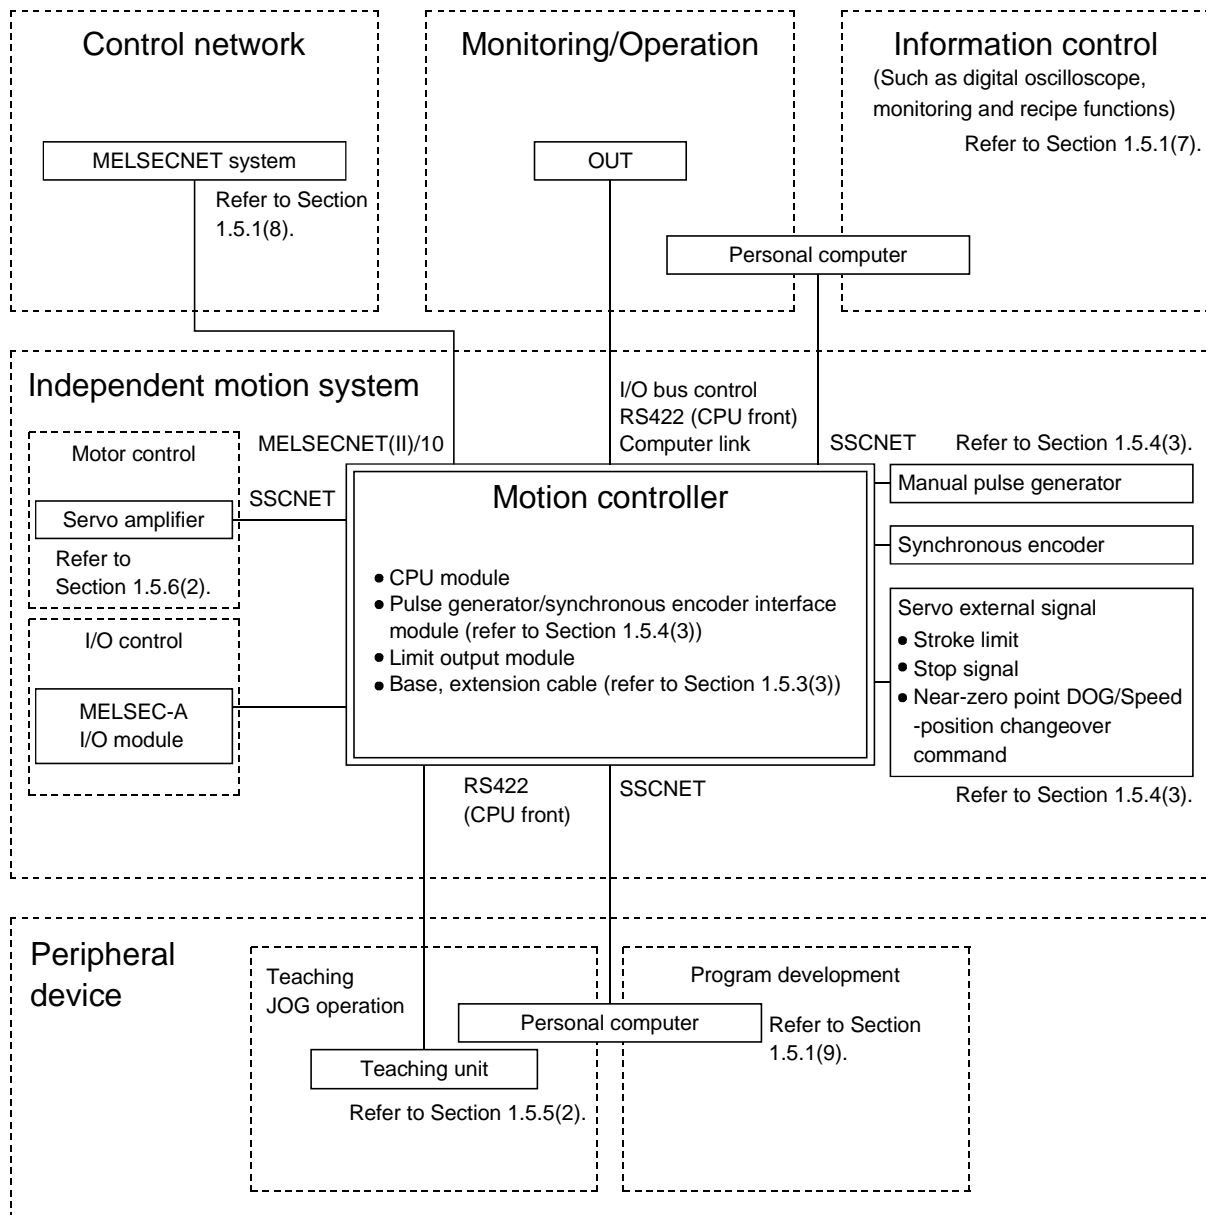 Control network
MELSECNET system
Refer to Section
1.5.1(8).
Monitoring/Operation
OUT
Information control
(Such as digital oscilloscope,
monitoring and recipe functions)
Refer to Section 1.5.1(7).
Personal computer
Independent motion system
Motor control
Servo amplifier
Refer to
Section 1.5.6(2).
I/O control
MELSEC-A
I/O module
MELSECNET(II)/10
SSCNET
I/O bus control
RS422 (CPU front)
Computer link
SSCNET
Refer to Section 1.5.4(3).
Motion controller
● CPU module
● Pulse generator/synchronous encoder interface
module (refer to Section 1.5.4(3))
● Limit output module
● Base, extension cable (refer to Section 1.5.3(3))
Manual pulse generator
Synchronous encoder
Servo external signal
● Stroke limit
● Stop signal
● Near-zero point DOG/Speed
-position changeover
command
Refer to Section 1.5.4(3).
RS422
(CPU front)
SSCNET
Peripheral
device
Teaching
JOG operation
Teaching unit
Refer to Section 1.5.5(2).
Personal computer
Program development
Refer to Section
1.5.1(9).